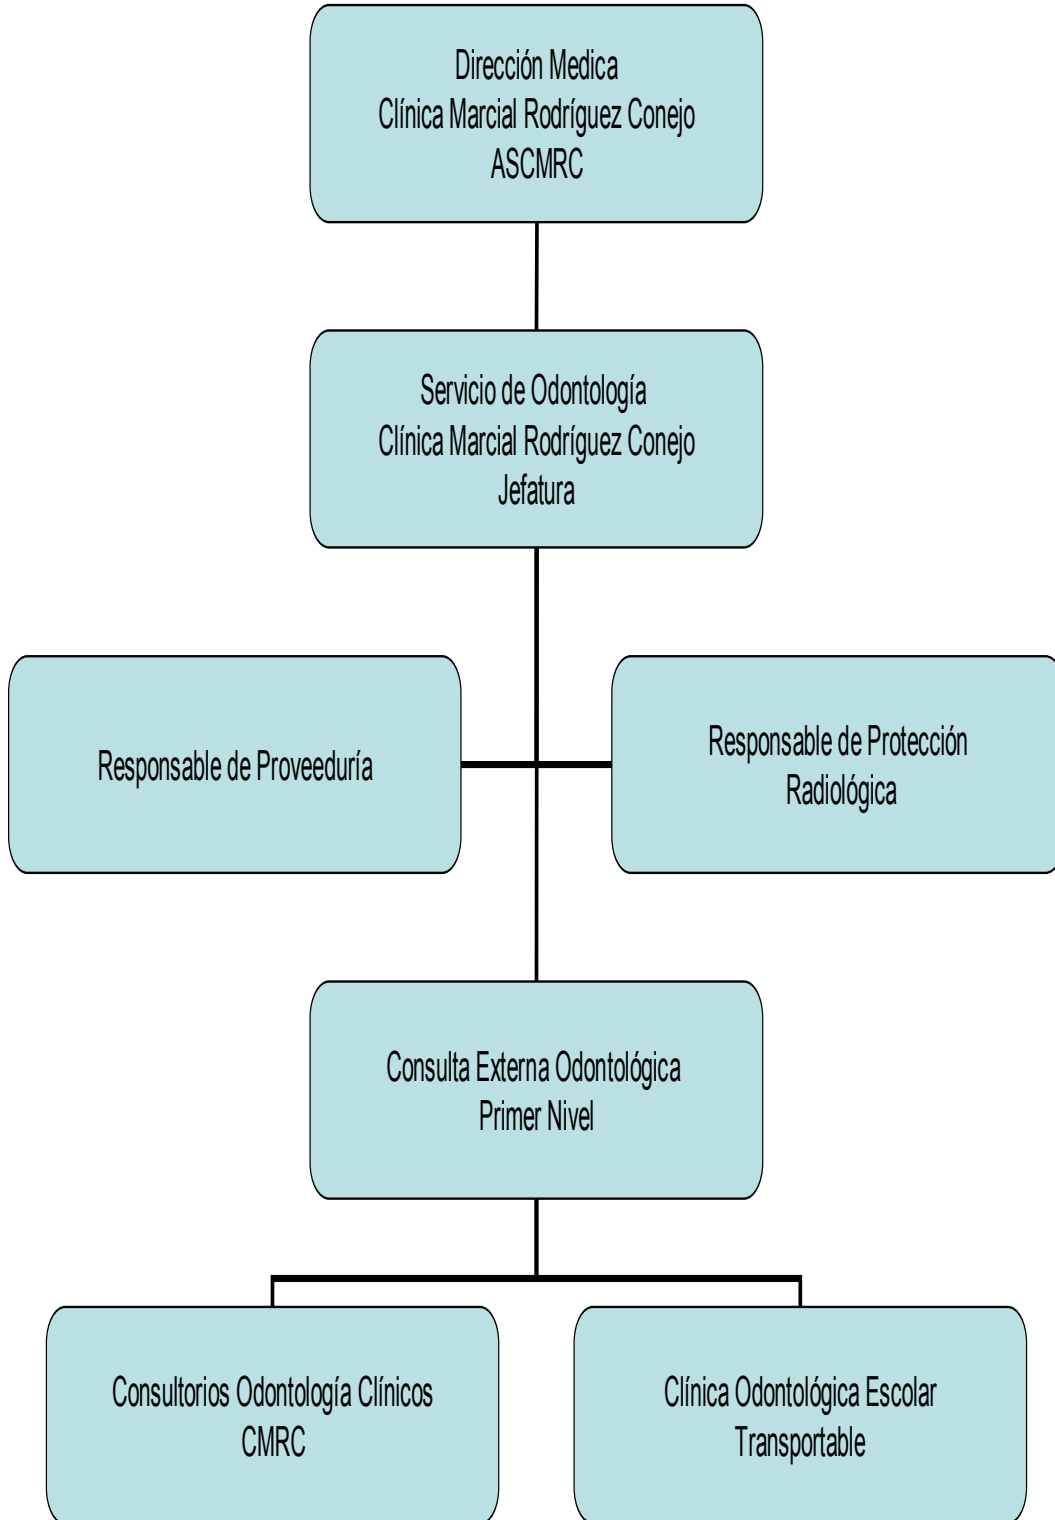 Dirección Medica
Clínica Marcial Rodríguez Conejo
ASCMRC
Servicio de Odontología
Clínica Marcial Rodríguez Conejo
Jefatura
Responsable de Proveeduría
Responsable de Protección
Radiológica
Consulta Externa Odontológica
Primer Nivel
Consultorios Odontología Clínicos
CMRC
Clínica Odontológica Escolar
Transportable